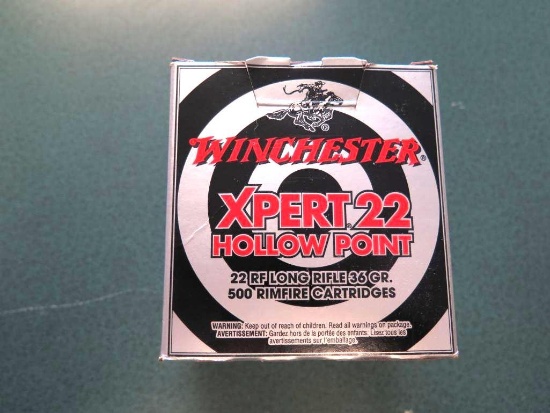 WINCHESTER®
XPERT 22
HOLLOW POINT
22 RF LONG RIFLE 36 GR.
500 RIMFIRE CARTRIDGES
WARNING: Keep out of reach of children. Read all warnings on package.
AVERTISSEMENT: Gardez hors de la portée des enfants. Lisez tous les
avertissements sur l'emballage.